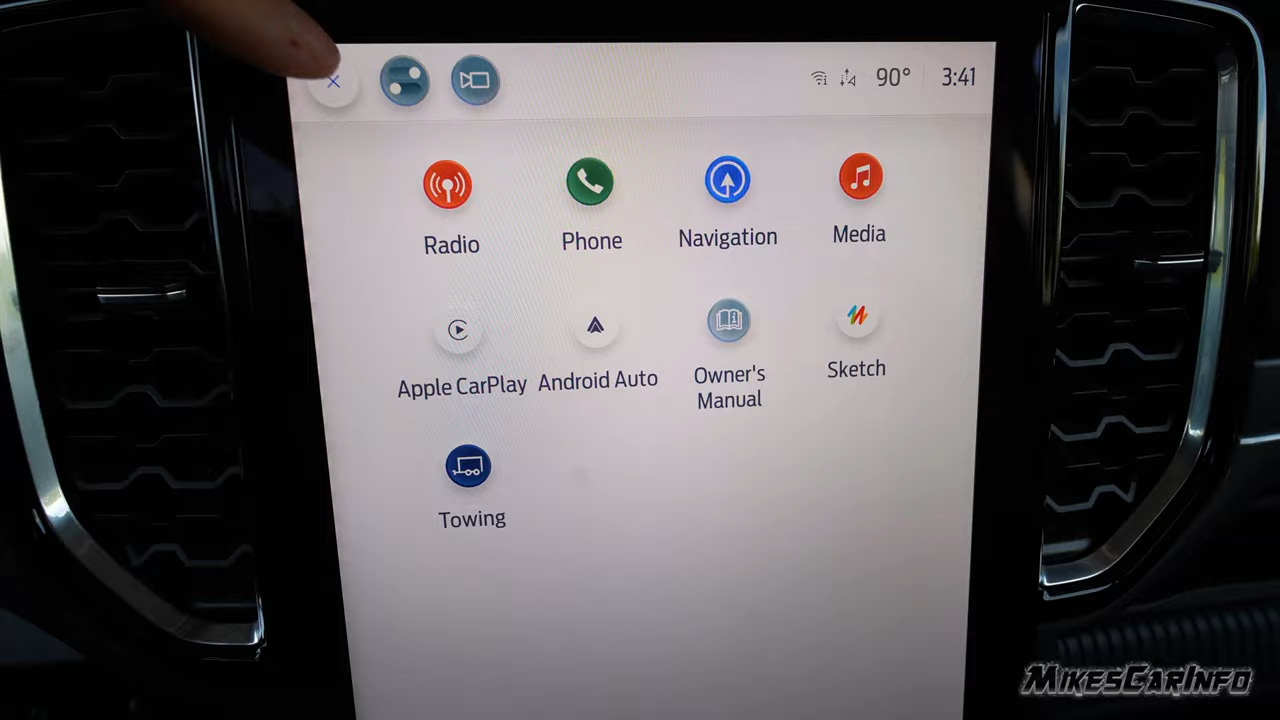 90° 3:41
Radio Phone Navigation Media
Apple CarPlay Android Auto Owner's Manual Sketch
Towing
MIKESCARINFO